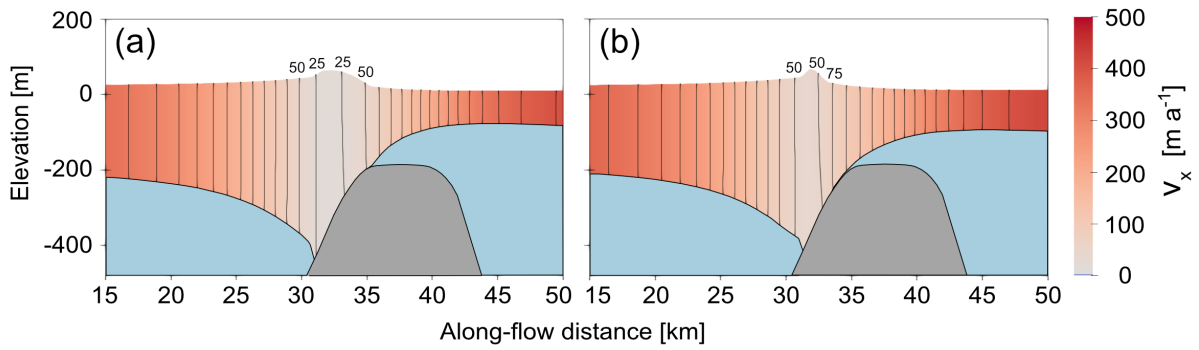 (a)
(b)
200
0
-200
-400
Elevation [m]
50 25 25 50
50 50 75
15 20 25 30 35 40 45 50
15 20 25 30 35 40 45 50
Along-flow distance [km]
500
400
300
200
100
0
vₓ [m a⁻¹]